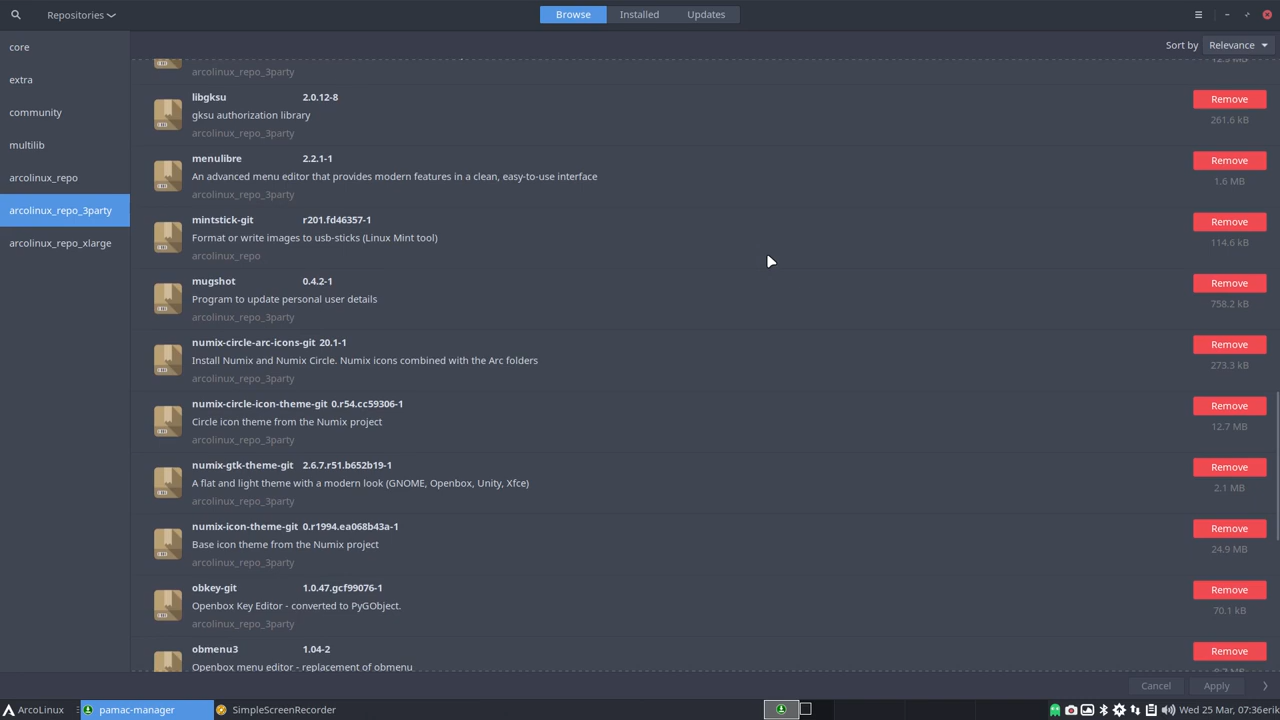 Repositories
Browse
Installed
Updates
Sort by
Relevance
core
extra
community
multilib
arcolinux_repo
arcolinux_repo_3party
arcolinux_repo_xlarge
arcolinux_repo_3party
libgksu 2.0.12-8
Remove
gksu authorization library
261.6 kB
arcolinux_repo_3party
menulibre 2.2.1-1
Remove
An advanced menu editor that provides modern features in a clean, easy-to-use interface
1.6 MB
arcolinux_repo_3party
mintstick-git r201.fd46357-1
Remove
Format or write images to usb-sticks (Linux Mint tool)
114.6 kB
arcolinux_repo
mugshot 0.4.2-1
Remove
Program to update personal user details
758.2 kB
arcolinux_repo_3party
numix-circle-arc-icons-git 20.1-1
Remove
Install Numix and Numix Circle. Numix icons combined with the Arc folders
273.3 kB
arcolinux_repo_3party
numix-circle-icon-theme-git 0.r54.cc59306-1
Remove
Circle icon theme from the Numix project
12.7 MB
arcolinux_repo_3party
numix-gtk-theme-git 2.6.7.r51.b652b19-1
Remove
A flat and light theme with a modern look (GNOME, Openbox, Unity, Xfce)
2.1 MB
arcolinux_repo_3party
numix-icon-theme-git 0.r1994.ea068b43a-1
Remove
Base icon theme from the Numix project
24.9 MB
arcolinux_repo_3party
obkey-git 1.0.47.gcf99076-1
Remove
Openbox Key Editor - converted to PyGObject.
70.1 kB
arcolinux_repo_3party
obmenu3 1.04-2
Remove
Openbox menu editor - replacement of obmenu
Cancel
Apply
ArcoLinux
pamac-manager
SimpleScreenRecorder
Wed 25 Mar, 07:36 erik